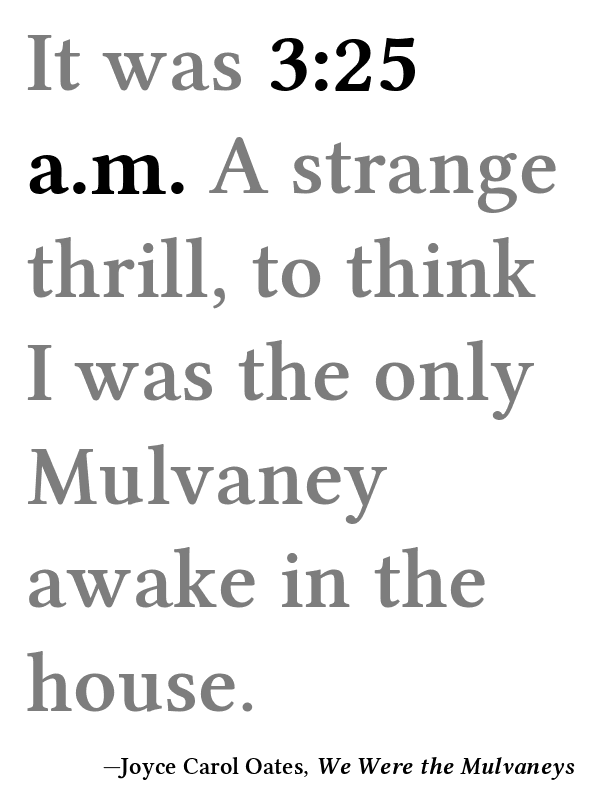 It was 3:25
a.m. A strange
thrill, to think
I was the only
Mulvaney
awake in the
house.
—Joyce Carol Oates, We Were the Mulvaneys